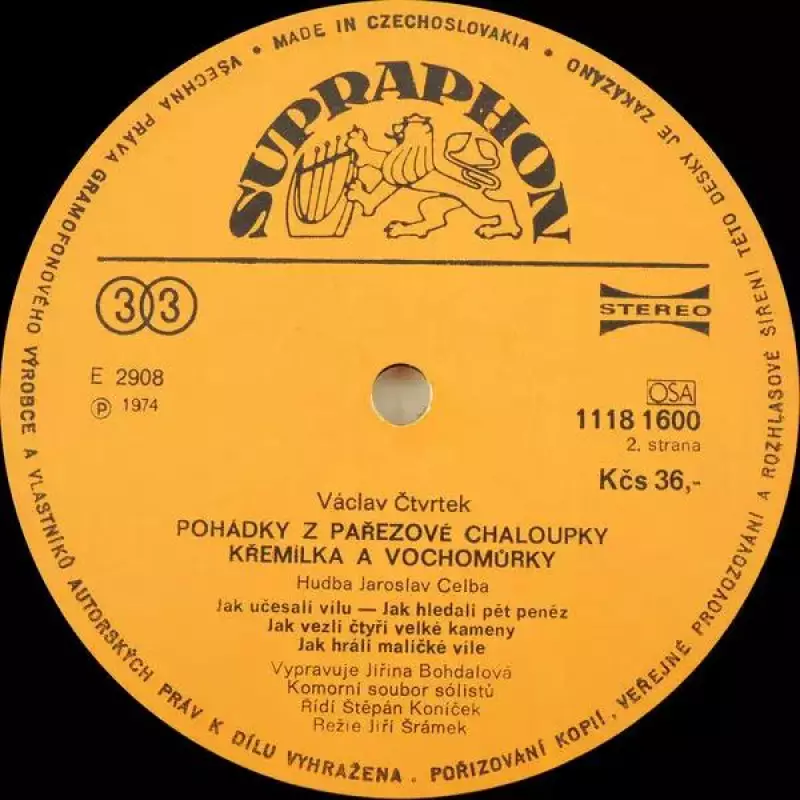 MADE IN CZECHOSLOVAKIA •
VŠECHNA PRÁVA GRAMOFONOVÉHO VÝROBCE A VLASTNÍKŮ AUTORSKÝCH PRÁV K DÍLU VYHRAŽENA . POŘIZOVÁNÍ KOPIÍ , VEŘEJNÉ PROVOZOVÁNÍ A ROZHLASOVÉ ŠÍŘENÍ TÉTO DESKY JE ZAKÁZÁNO •
SUPRAPHON
33
STEREO
E 2908
℗ 1974
OSA
1118 1600
2. strana
Kčs 36,-
Václav Čtvrtek
POHÁDKY Z PAŘEZOVÉ CHALOUPKY
KŘEMÍLKA A VOCHOMŮRKY
Hudba Jaroslav Celba
Jak učesali vílu — Jak hledali pět peněz
Jak vezli čtyři velké kameny
Jak hráli maličké víle
Vypravuje Jiřina Bohdalová
Komorní soubor sólistů
Řídí Štěpán Koníček
Režie Jiří Šrámek